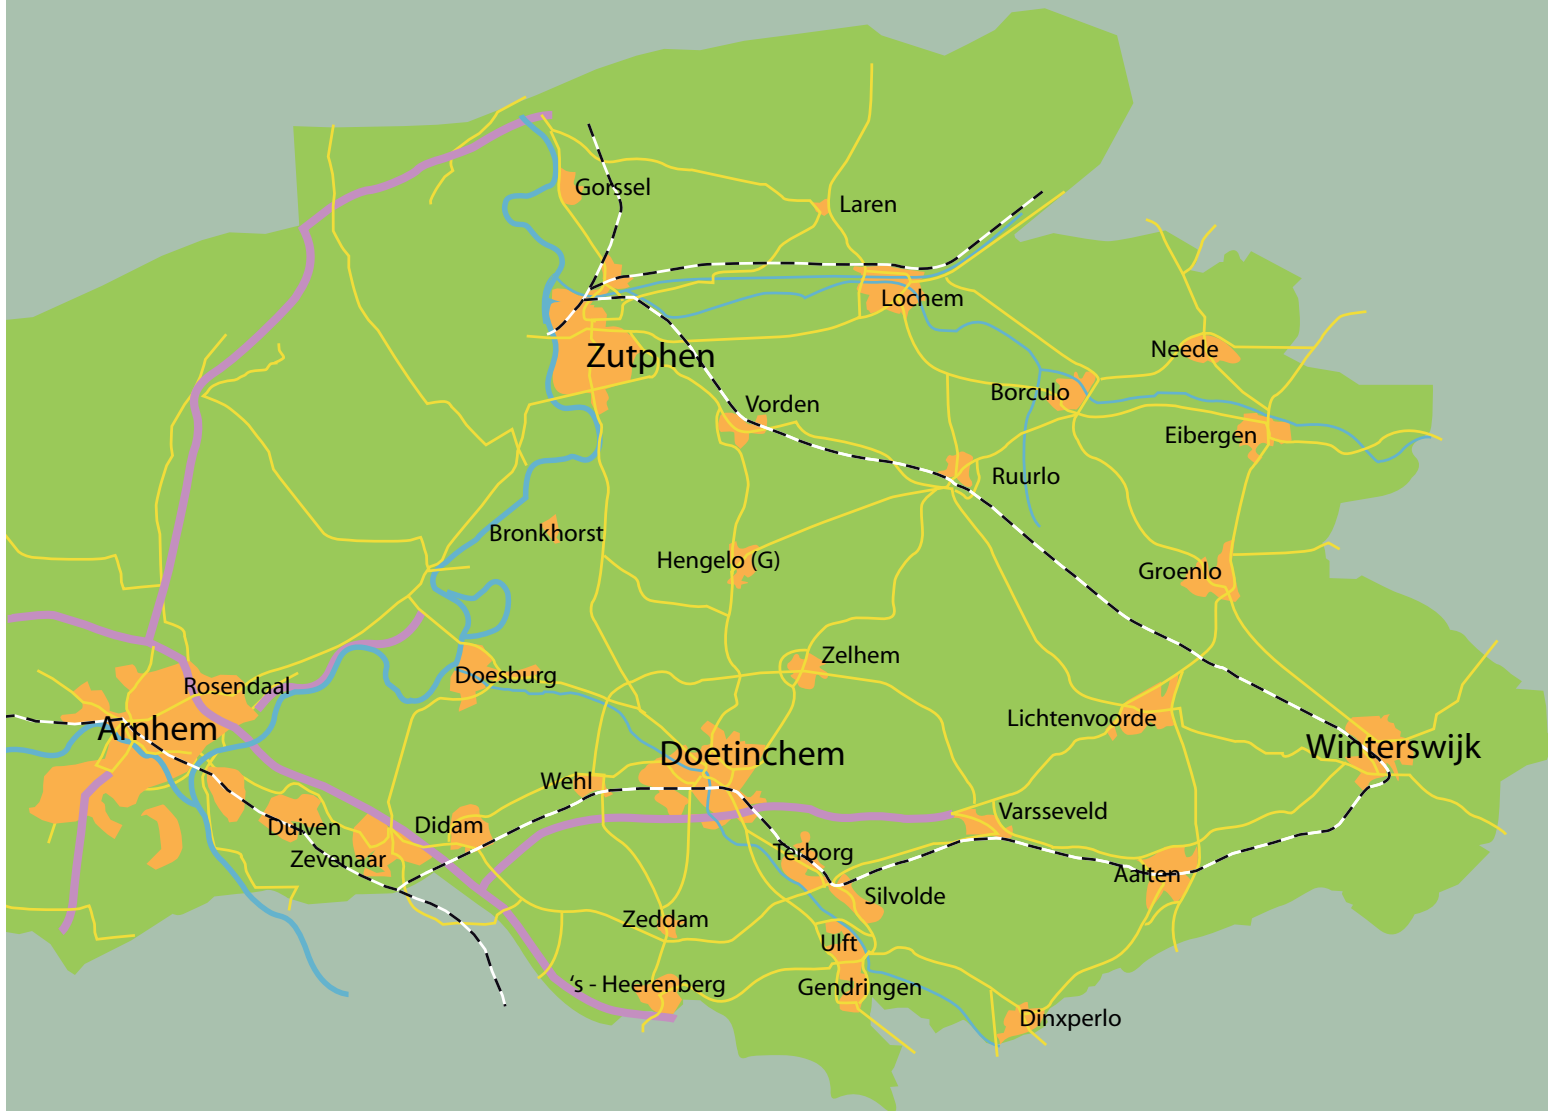 Gorssel
Laren
Lochem
Neede
Zutphen
Borculo
Vorden
Eibergen
Ruurlo
Bronkhorst
Hengelo (G)
Groenlo
Zelhem
Doesburg
Rosendaal
Lichtenvoorde
Arnhem
Winterswijk
Doetinchem
Wehl
Varsseveld
Didam
Duiven
Terborg
Zevenaar
Aalten
Silvolde
Zeddam
Ulft
‘s - Heerenberg
Gendringen
Dinxperlo